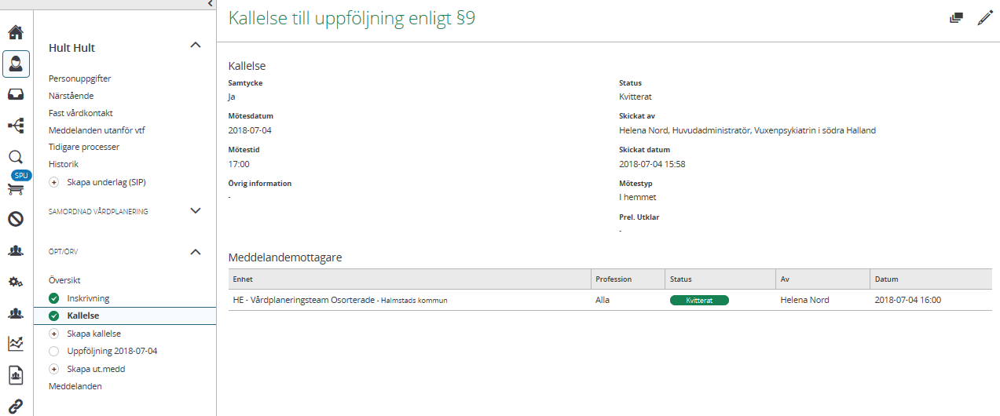 Kallelse till uppföljning enligt §9
Hult Hult
Personuppgifter
Närstående
Fast vårdkontakt
Meddelanden utanför vtf
Tidigare processer
Historik
Skapa underlag (SIP)
SPU
SAMORDNAD VÅRDPLANERING
ÖPT/ÖRV
Översikt
Inskrivning
Kallelse
Skapa kallelse
Uppföljning 2018-07-04
Skapa ut.medd
Meddelanden
Kallelse
Samtycke
Ja
Mötesdatum
2018-07-04
Mötestid
17:00
Övrig information
-
Status
Kvitterat
Skickat av
Helena Nord, Huvudadministratör, Vuxenpsykiatrin i södra Halland
Skickat datum
2018-07-04 15:58
Mötestyp
I hemmet
Prel. Utklar
-
Meddelandemottagare
Enhet Profession Status Av Datum
HE - Vårdplaneringsteam Osorterade - Halmstads kommun Alla Kvitterat Helena Nord 2018-07-04 16:00